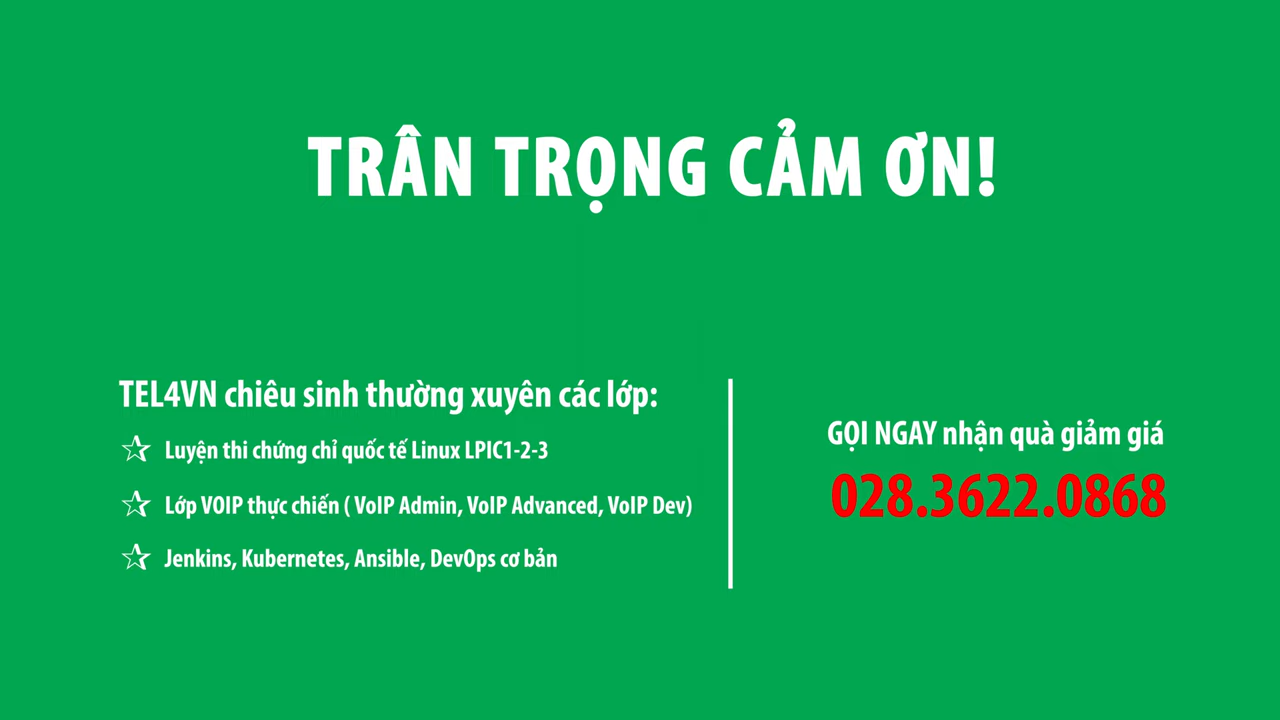 TRÂN TRỌNG CẢM ƠN!
TEL4VN chiêu sinh thường xuyên các lớp:
Luyện thi chứng chỉ quốc tế Linux LPIC1-2-3
Lớp VOIP thực chiến ( VoIP Admin, VoIP Advanced, VoIP Dev)
Jenkins, Kubernetes, Ansible, DevOps cơ bản
GỌI NGAY nhận quà giảm giá
028.3622.0868